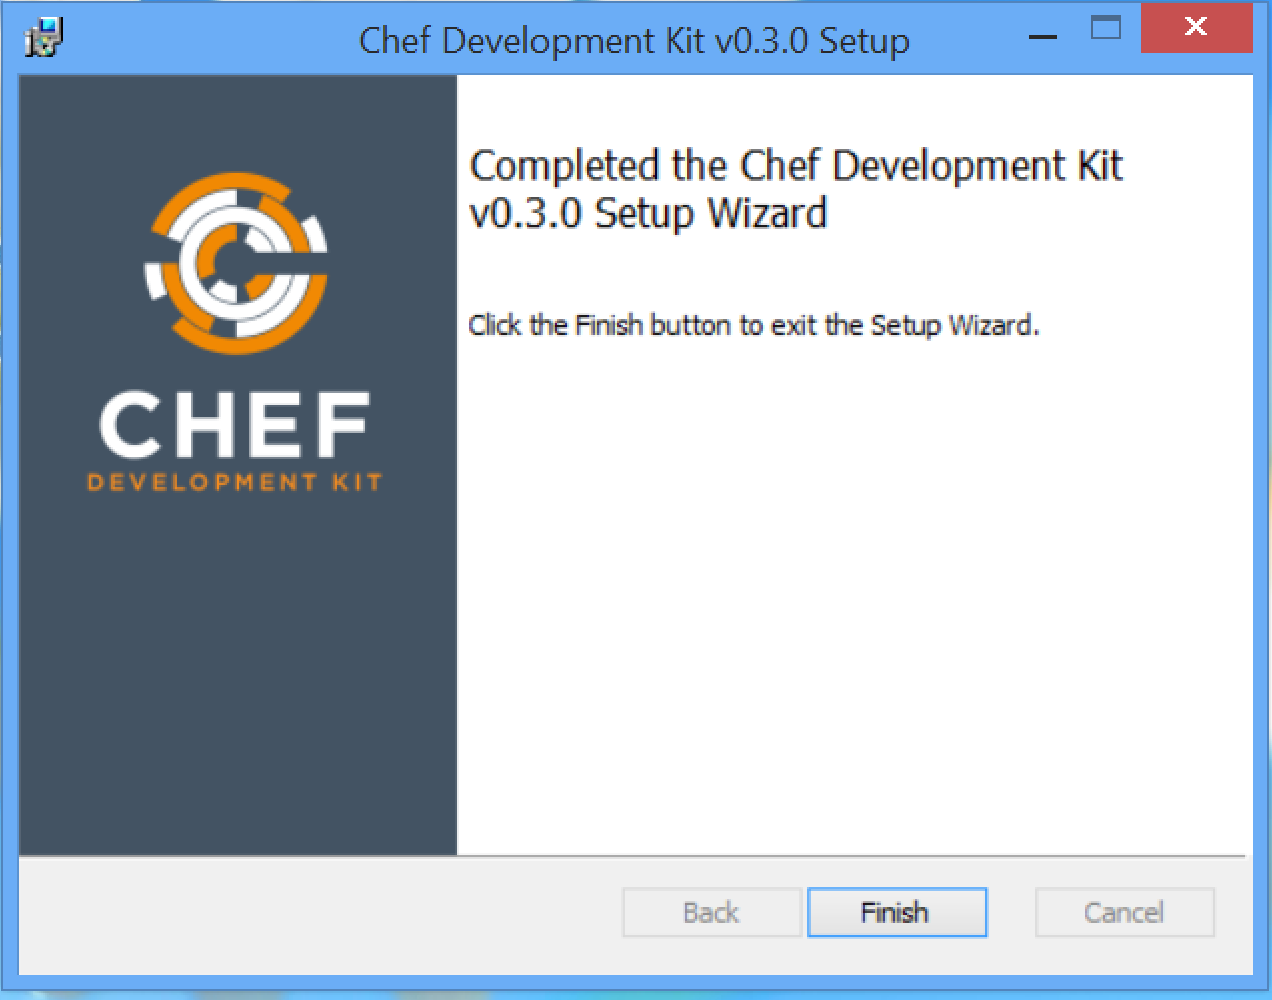 Chef Development Kit v0.3.0 Setup
CHEF
DEVELOPMENT KIT
Completed the Chef Development Kit
v0.3.0 Setup Wizard
Click the Finish button to exit the Setup Wizard.
Back
Finish
Cancel